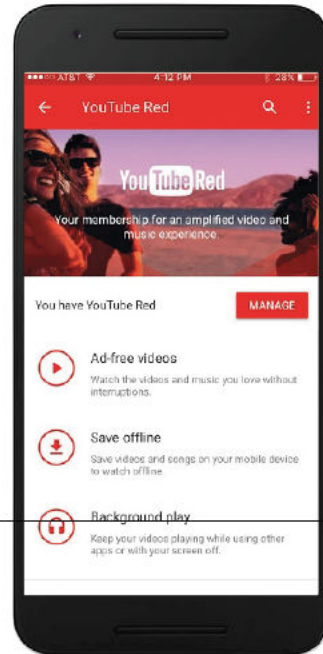 AT&T 4:12 PM 28%
YouTube Red
YouTube Red
Your membership for an amplified video and
music experience.
You have YouTube Red MANAGE
Ad-free videos
Watch the videos and music you love without
interruptions.
Save offline
Save videos and songs on your mobile device
to watch offline.
Background play
Keep your videos playing while using other
apps or with your screen off.